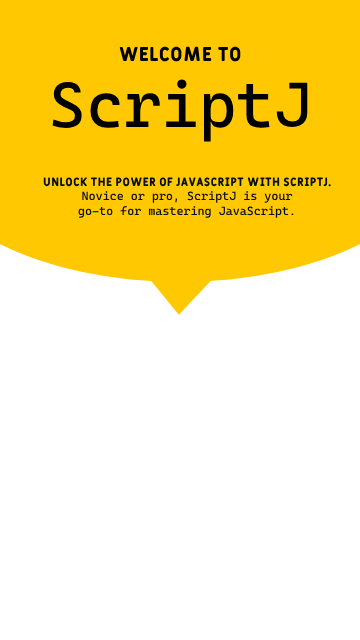 WELCOME TO
ScriptJ
UNLOCK THE POWER OF JAVASCRIPT WITH SCRIPTJ.
Novice or pro, ScriptJ is your
go-to for mastering JavaScript.